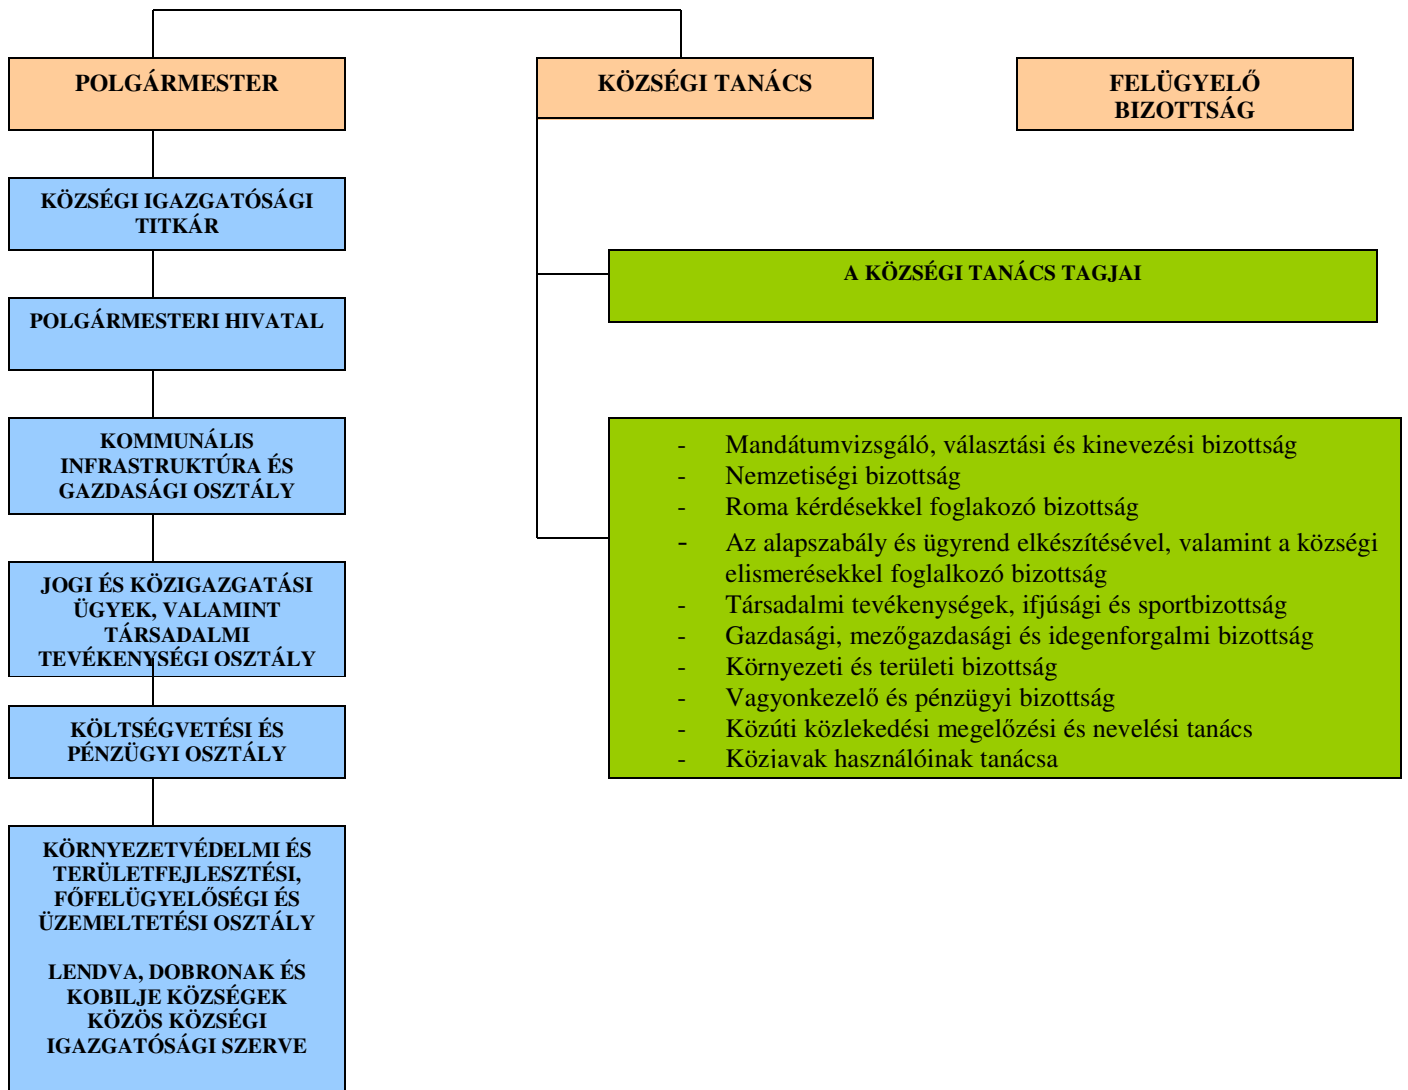 POLGÁRMESTER
KÖZSÉGI TANÁCS
FELÜGYELŐ
BIZOTTSÁG
KÖZSÉGI IGAZGATÓSÁGI
TITKÁR
POLGÁRMESTERI HIVATAL
KOMMUNÁLIS
INFRASTRUKTÚRA ÉS
GAZDASÁGI OSZTÁLY
JOGI ÉS KÖZIGAZGATÁSI
ÜGYEK, VALAMINT
TÁRSADALMI
TEVÉKENYSÉGI OSZTÁLY
KÖLTSÉGVETÉSI ÉS
PÉNZÜGYI OSZTÁLY
KÖRNYEZETVÉDELMI ÉS
TERÜLETFEJLESZTÉSI,
FŐFELÜGYELŐSÉGI ÉS
ÜZEMELTETÉSI OSZTÁLY
LENDVA, DOBRONAK ÉS
KOBILJE KÖZSÉGEK
KÖZÖS KÖZSÉGI
IGAZGATÓSÁGI SZERVE
A KÖZSÉGI TANÁCS TAGJAI
- Mandátumvizsgáló, választási és kinevezési bizottság
- Nemzetiségi bizottság
- Roma kérdésekkel foglakozó bizottság
- Az alapszabály és ügyrend elkészítésével, valamint a községi
elismerésekkel foglalkozó bizottság
- Társadalmi tevékenységek, ifjúsági és sportbizottság
- Gazdasági, mezőgazdasági és idegenforgalmi bizottság
- Környezeti és területi bizottság
- Vagyonkezelő és pénzügyi bizottság
- Közúti közlekedési megelőzési és nevelési tanács
- Közjavak használóinak tanácsa